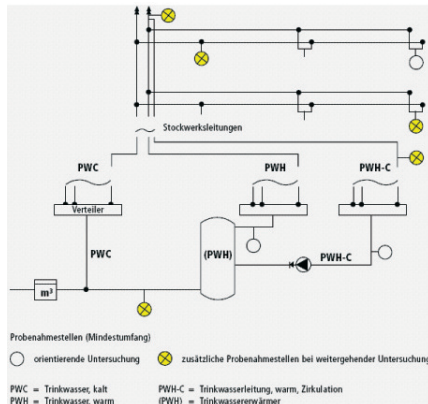 Stockwerksleitungen
PWC
PWH
PWH-C
Verteiler
PWC
(PWH)
PWH-C
m³
Probenahmestellen (Mindestumfang)
orientierende Untersuchung
zusätzliche Probenahmestellen bei weitergehender Untersuchung
PWC = Trinkwasser, kalt
PWH-C = Trinkwasserleitung, warm, Zirkulation
PWH = Trinkwasser, warm
(PWH) = Trinkwassererwärmer